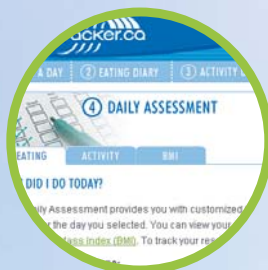 acker.ca
A DAY ② EATING DIARY ③ ACTIVITY
④ DAILY ASSESSMENT
EATING ACTIVITY BMI
DID I DO TODAY?
ily Assessment provides you with customized
r the day you selected. You can view your
Mass Index (BMI). To track your res